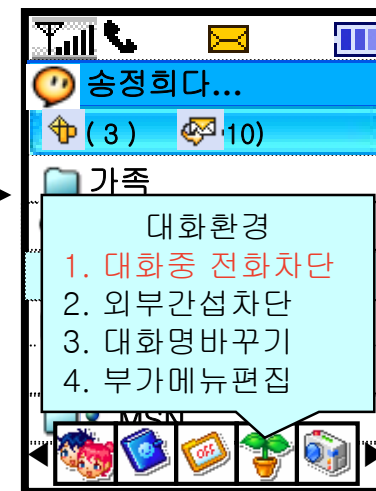 송정희다...
( 3 ) 10)
가족
대화환경
1. 대화중 전화차단
2. 외부간섭차단
3. 대화명바꾸기
4. 부가메뉴편집
MSN
OFF